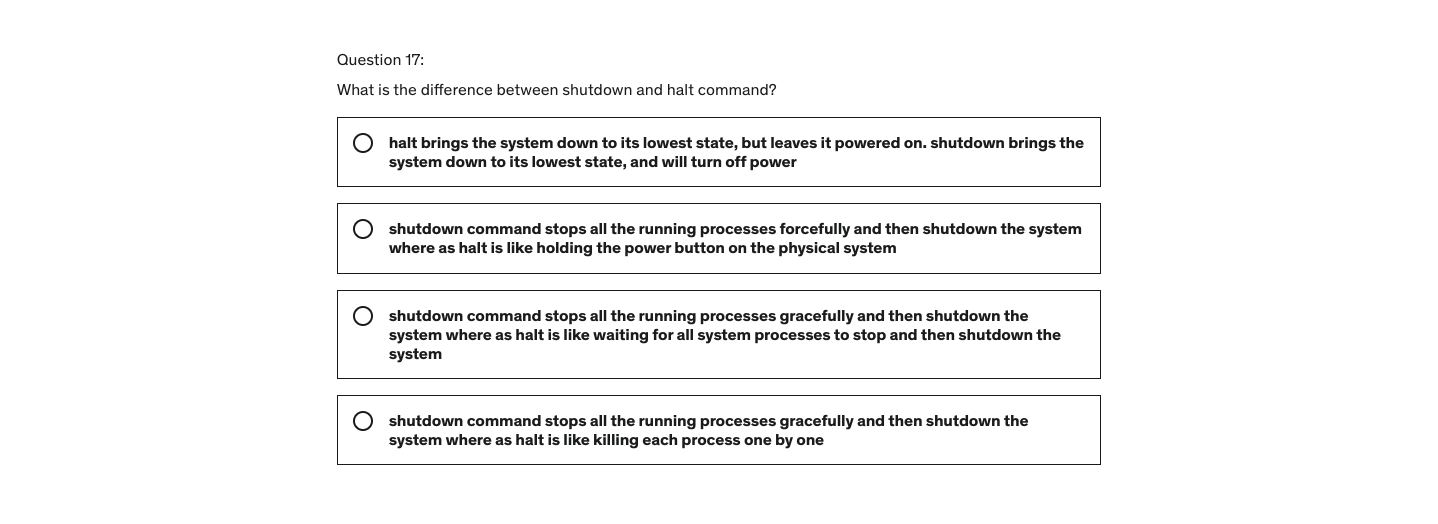 Question 17:
What is the difference between shutdown and halt command?
halt brings the system down to its lowest state, but leaves it powered on. shutdown brings the
system down to its lowest state, and will turn off power
shutdown command stops all the running processes forcefully and then shutdown the system
where as halt is like holding the power button on the physical system
shutdown command stops all the running processes gracefully and then shutdown the
system where as halt is like waiting for all system processes to stop and then shutdown the
system
shutdown command stops all the running processes gracefully and then shutdown the
system where as halt is like killing each process one by one